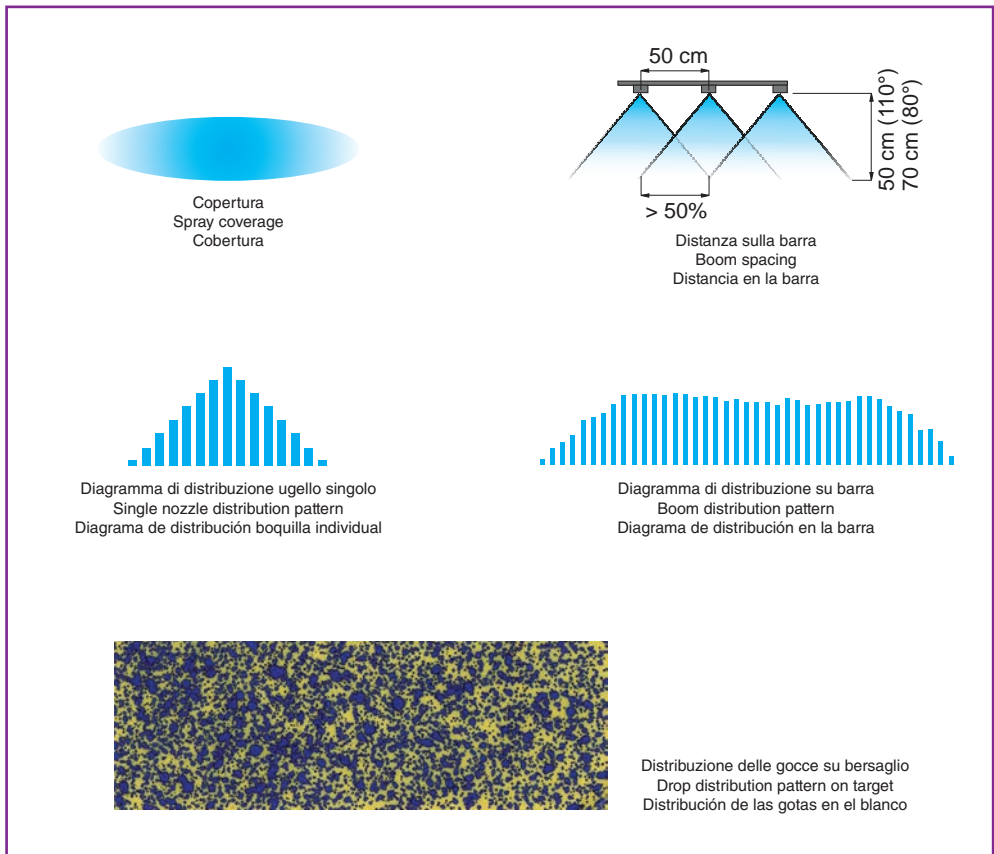 50 cm
50 cm (110°)
70 cm (80°)
> 50%
Copertura
Spray coverage
Cobertura
Distanza sulla barra
Boom spacing
Distancia en la barra
Diagramma di distribuzione ugello singolo
Single nozzle distribution pattern
Diagrama de distribución boquilla individual
Diagramma di distribuzione su barra
Boom distribution pattern
Diagrama de distribución en la barra
Distribuzione delle gocce su bersaglio
Drop distribution pattern on target
Distribución de las gotas en el blanco